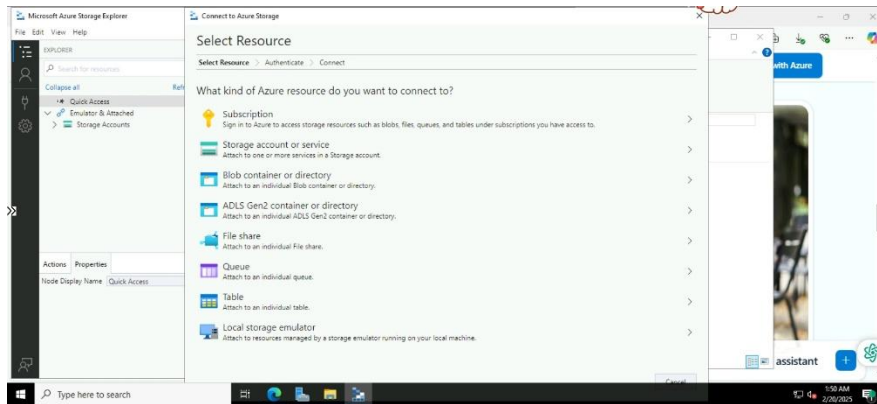 Microsoft Azure Storage Explorer
File Edit View Help
EXPLORER
Search for resources
Collapse all
Refr
Quick Access
Emulator & Attached
Storage Accounts
Actions Properties
Node Display Name Quick Access
Connect to Azure Storage
Select Resource
Select Resource > Authenticate > Connect
What kind of Azure resource do you want to connect to?
Subscription
Sign in to Azure to access storage resources such as blobs, files, queues, and tables under subscriptions you have access to.
Storage account or service
Attach to one or more services in a Storage account.
Blob container or directory
Attach to an individual Blob container or directory.
ADLS Gen2 container or directory
Attach to an individual ADLS Gen2 container or directory.
File share
Attach to an individual File share.
Queue
Attach to an individual queue.
Table
Attach to an individual table.
Local storage emulator
Attach to resources managed by a storage emulator running on your local machine.
Cancel
with Azure
assistant
Type here to search
1:50 AM
2/20/2025